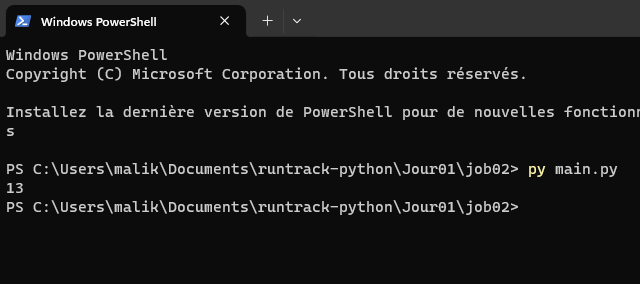 Windows PowerShell
Windows PowerShell
Copyright (C) Microsoft Corporation. Tous droits réservés.
Installez la dernière version de PowerShell pour de nouvelles fonctionn
s
PS C:\Users\malik\Documents\runtrack-python\Jour01\job02> py main.py
13
PS C:\Users\malik\Documents\runtrack-python\Jour01\job02>